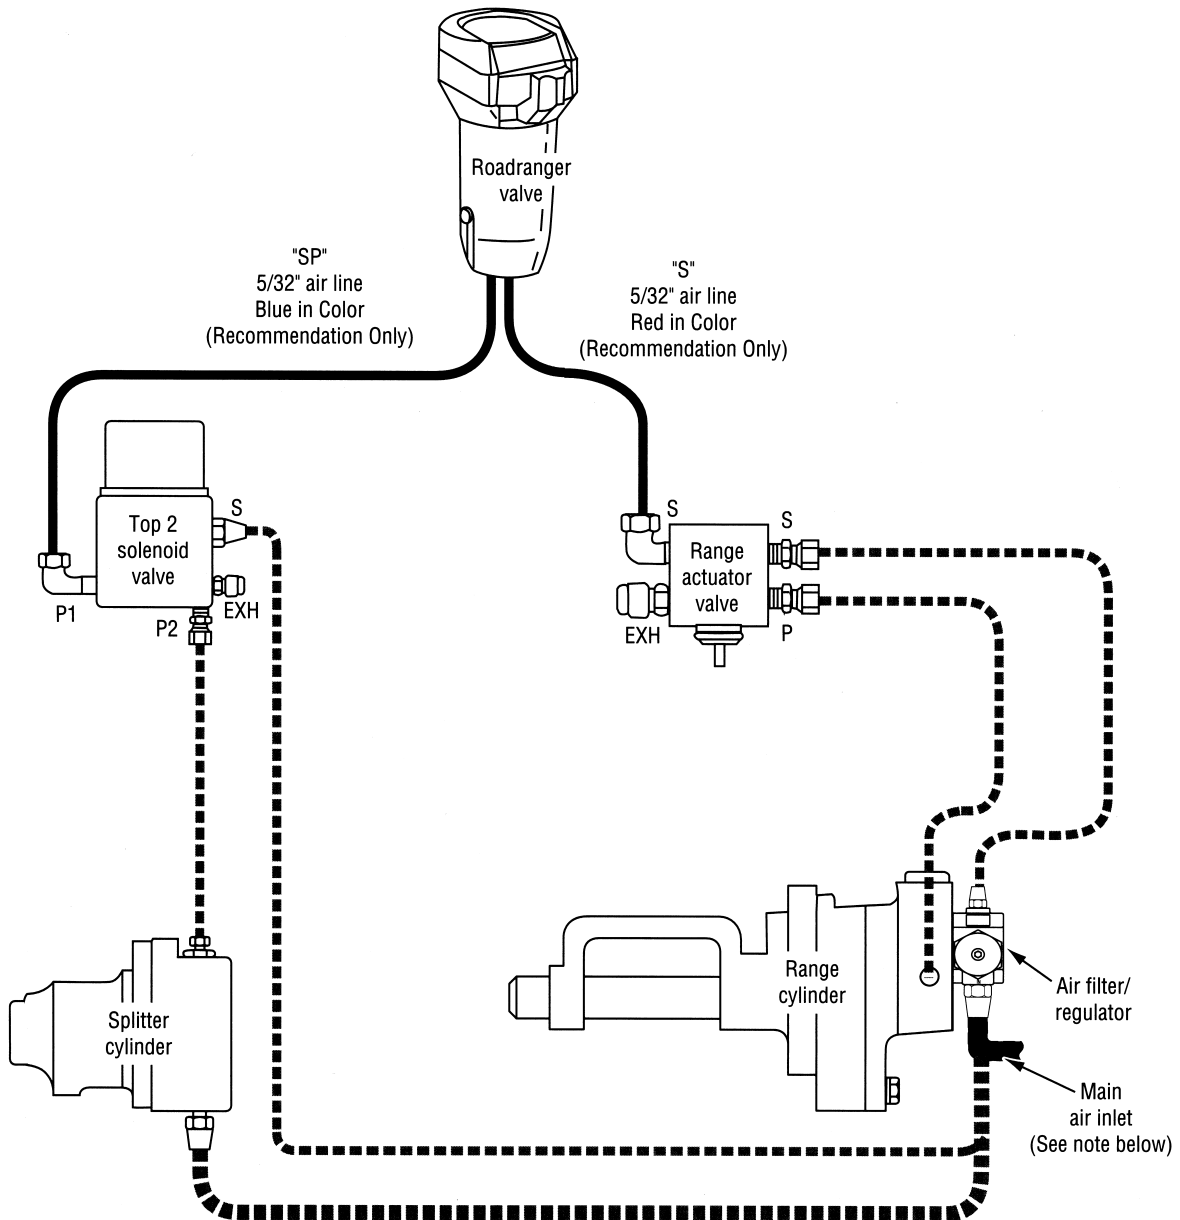 Roadranger
valve
"SP"
5/32" air line
Blue in Color
(Recommendation Only)
"S"
5/32" air line
Red in Color
(Recommendation Only)
Top 2
solenoid
valve
S
EXH
P1
P2
S
Range
actuator
valve
S
EXH
P
Splitter
cylinder
Range
cylinder
Air filter/
regulator
Main
air inlet
(See note below)